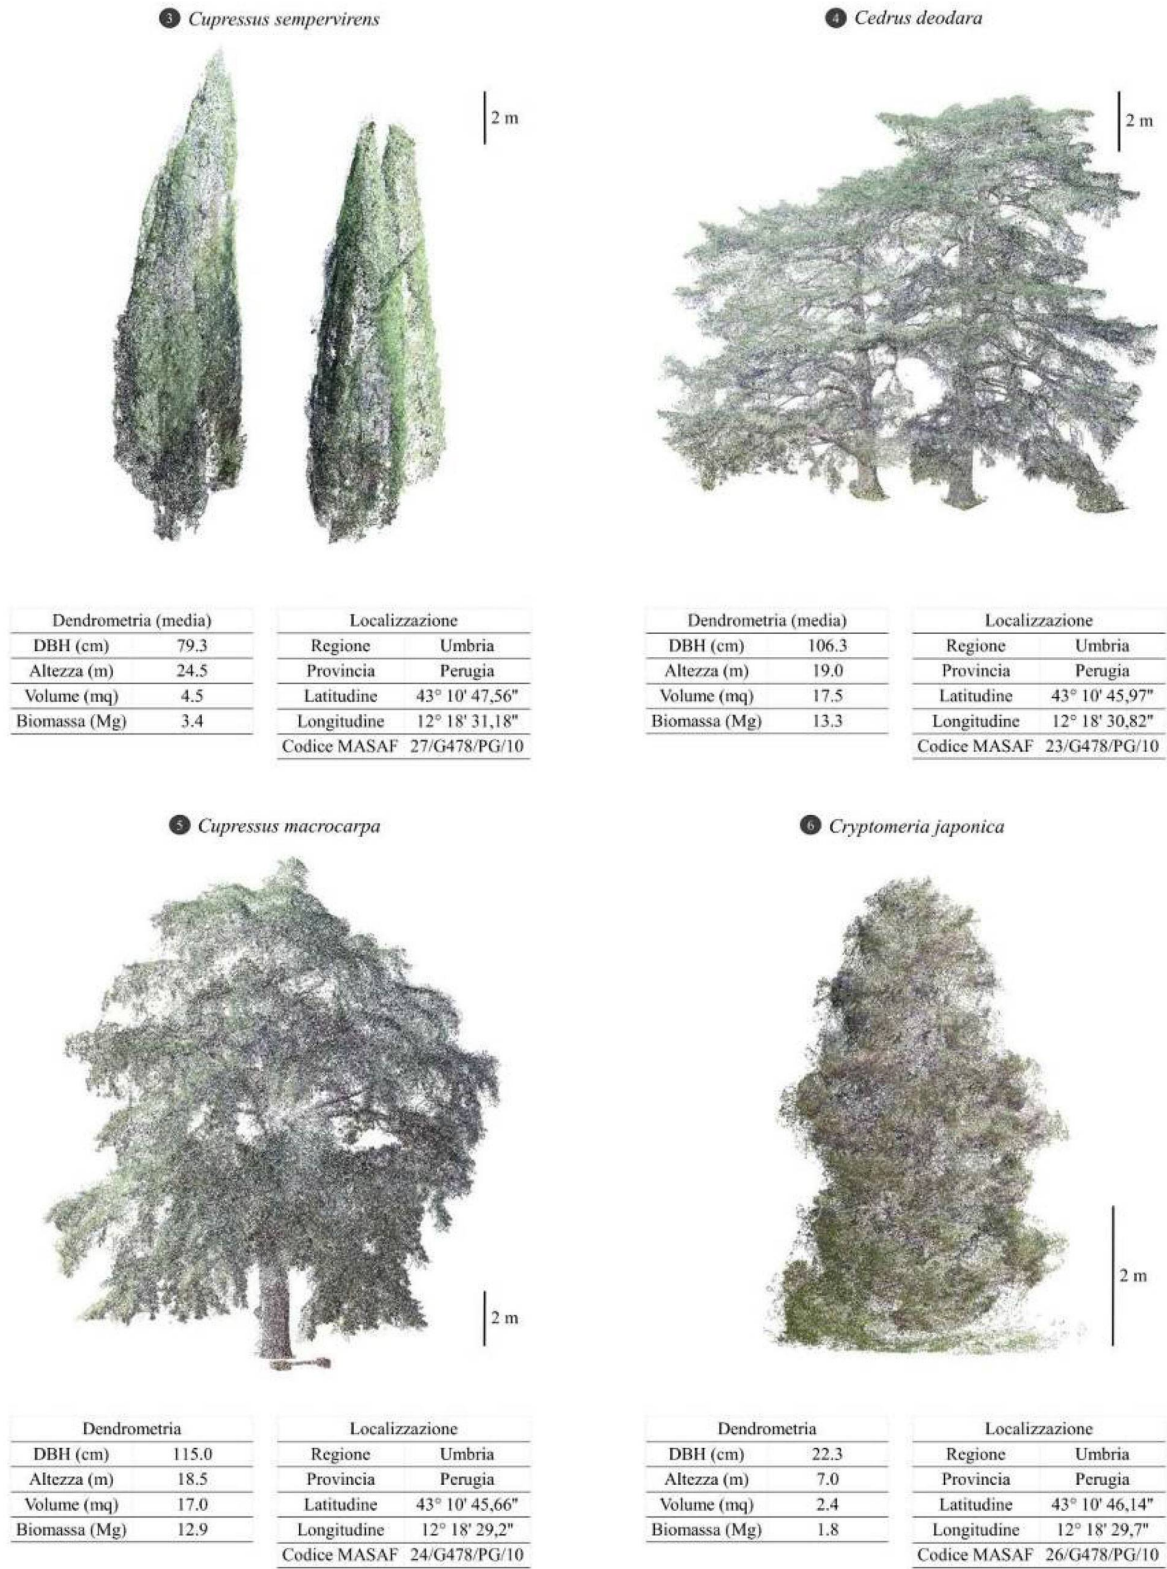 3 Cupressus sempervirens
2 m
4 Cedrus deodara
2 m
Dendrometria (media)
DBH (cm) 79.3
Altezza (m) 24.5
Volume (mq) 4.5
Biomassa (Mg) 3.4
Localizzazione
Regione Umbria
Provincia Perugia
Latitudine 43° 10' 47,56"
Longitudine 12° 18' 31,18"
Codice MASAF 27/G478/PG/10
Dendrometria (media)
DBH (cm) 106.3
Altezza (m) 19.0
Volume (mq) 17.5
Biomassa (Mg) 13.3
Localizzazione
Regione Umbria
Provincia Perugia
Latitudine 43° 10' 45,97"
Longitudine 12° 18' 30,82"
Codice MASAF 23/G478/PG/10
5 Cupressus macrocarpa
2 m
6 Cryptomeria japonica
2 m
Dendrometria
DBH (cm) 115.0
Altezza (m) 18.5
Volume (mq) 17.0
Biomassa (Mg) 12.9
Localizzazione
Regione Umbria
Provincia Perugia
Latitudine 43° 10' 45,66"
Longitudine 12° 18' 29,2"
Codice MASAF 24/G478/PG/10
Dendrometria
DBH (cm) 22.3
Altezza (m) 7.0
Volume (mq) 2.4
Biomassa (Mg) 1.8
Localizzazione
Regione Umbria
Provincia Perugia
Latitudine 43° 10' 46,14"
Longitudine 12° 18' 29,7"
Codice MASAF 26/G478/PG/10